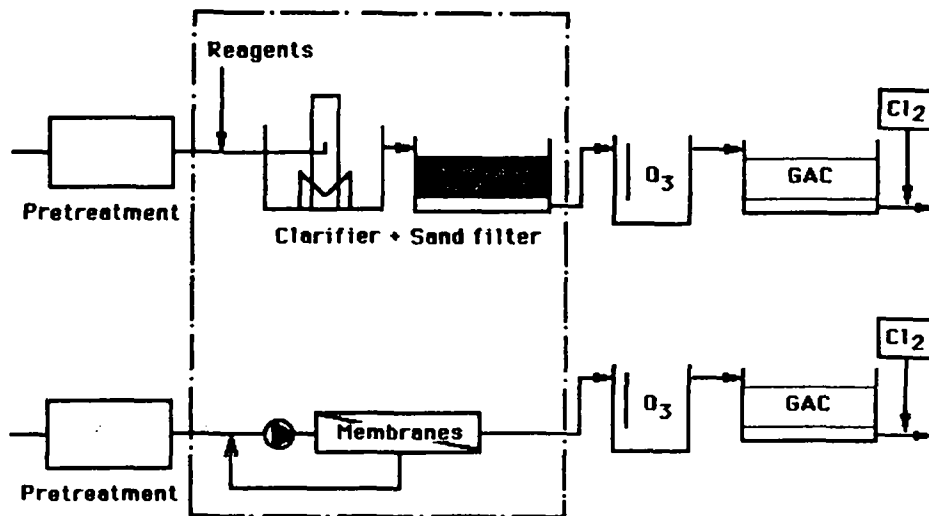 Reagents
Cl2
O3
GAC
Pretreatment
Clarifier + Sand filter
Cl2
O3
GAC
Membranes
Pretreatment